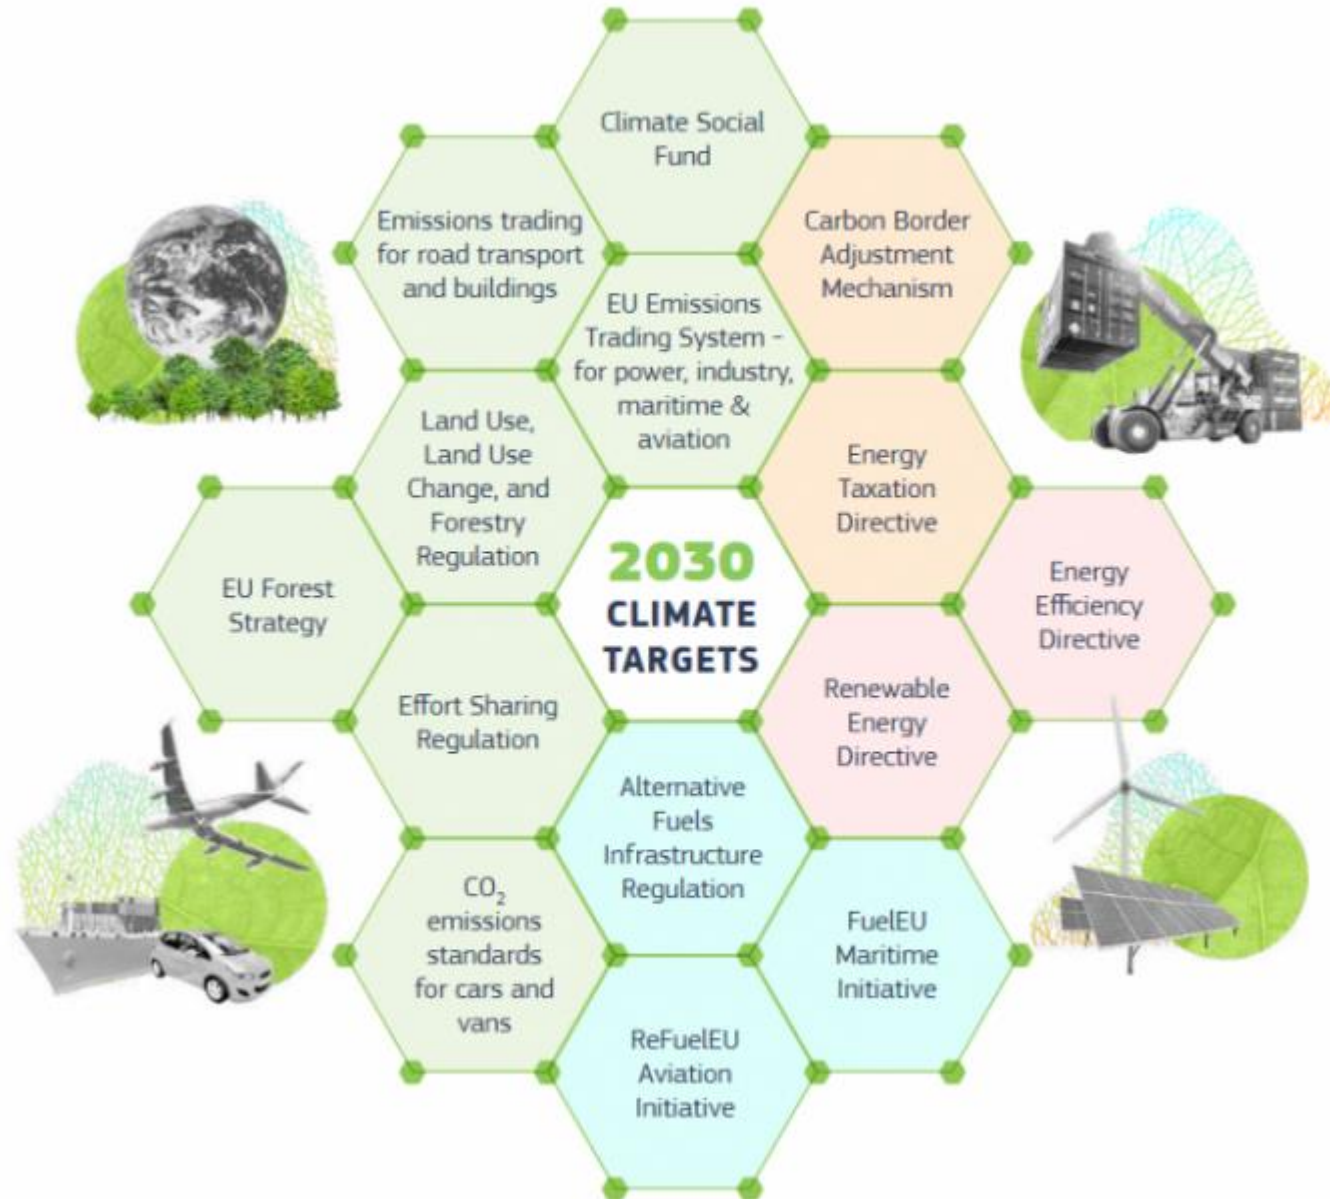 Climate Social
Fund
Emissions trading
for road transport
and buildings
Carbon Border
Adjustment
Mechanism
EU Emissions
Trading System -
for power, industry,
maritime &
aviation
Land Use,
Land Use
Change, and
Forestry
Regulation
Energy
Taxation
Directive
EU Forest
Strategy
2030
CLIMATE
TARGETS
Energy
Efficiency
Directive
Effort Sharing
Regulation
Renewable
Energy
Directive
Alternative
Fuels
Infrastructure
Regulation
CO₂
emissions
standards
for cars and
vans
FuelEU
Maritime
Initiative
ReFuelEU
Aviation
Initiative